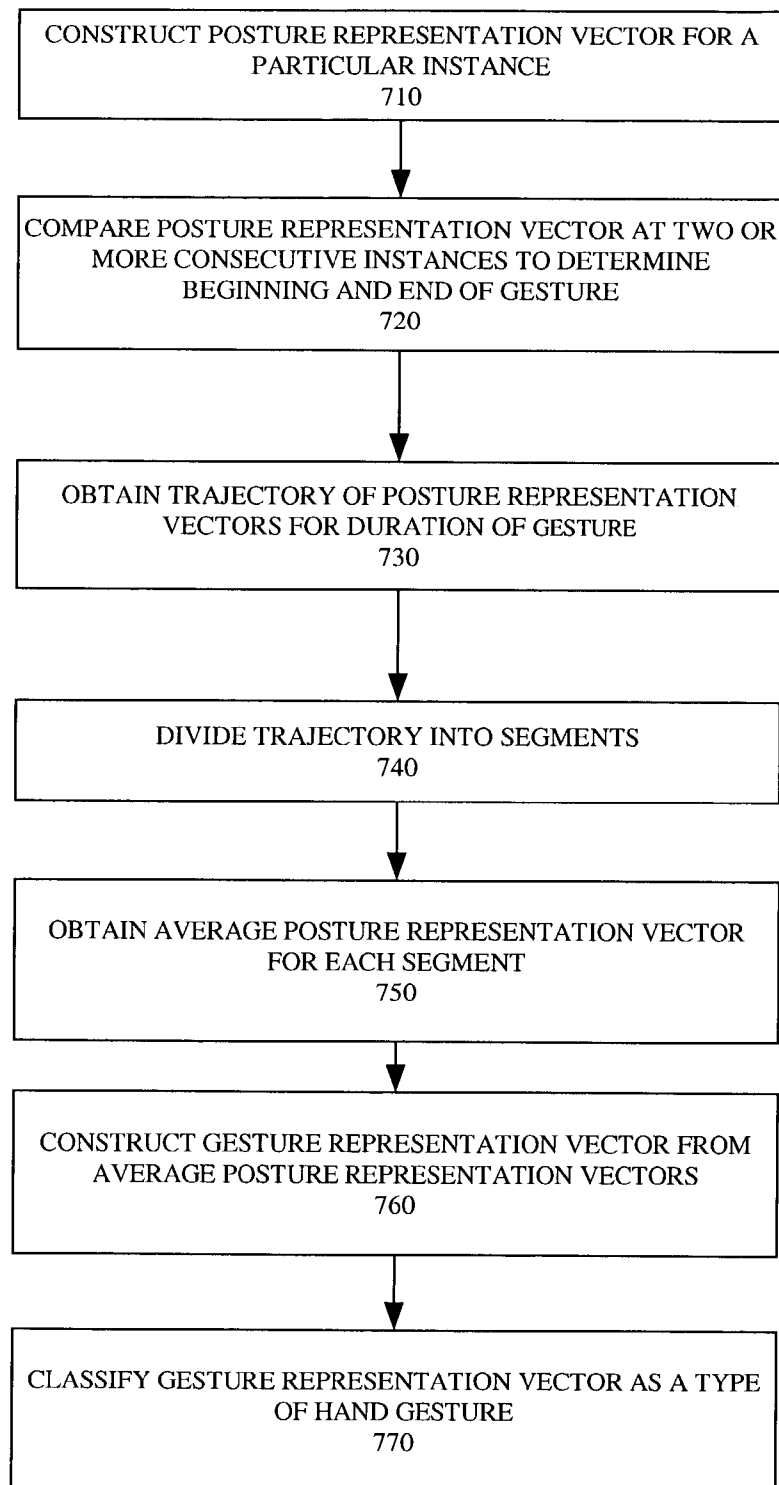 CONSTRUCT POSTURE REPRESENTATION VECTOR FOR A
PARTICULAR INSTANCE
710
COMPARE POSTURE REPRESENTATION VECTOR AT TWO OR
MORE CONSECUTIVE INSTANCES TO DETERMINE
BEGINNING AND END OF GESTURE
720
OBTAIN TRAJECTORY OF POSTURE REPRESENTATION
VECTORS FOR DURATION OF GESTURE
730
DIVIDE TRAJECTORY INTO SEGMENTS
740
OBTAIN AVERAGE POSTURE REPRESENTATION VECTOR
FOR EACH SEGMENT
750
CONSTRUCT GESTURE REPRESENTATION VECTOR FROM
AVERAGE POSTURE REPRESENTATION VECTORS
760
CLASSIFY GESTURE REPRESENTATION VECTOR AS A TYPE
OF HAND GESTURE
770